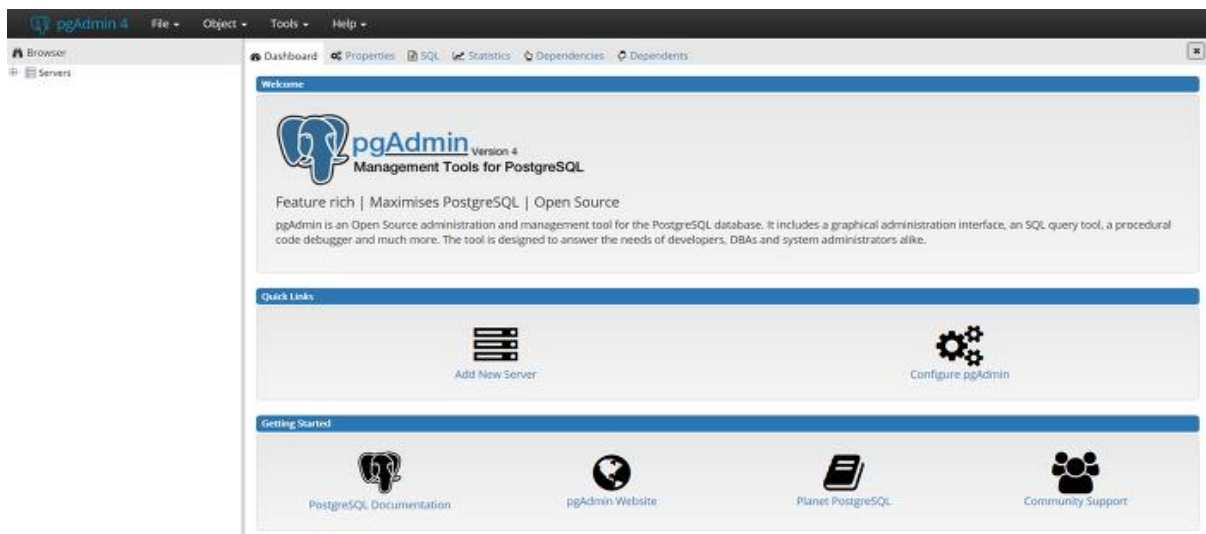 pgAdmin 4 File Object Tools Help
Browser
Servers
Dashboard Properties SQL Statistics Dependencies Dependents
Welcome
pgAdmin Version 4
Management Tools for PostgreSQL
Feature rich | Maximises PostgreSQL | Open Source
pgAdmin is an Open Source administration and management tool for the PostgreSQL database. It includes a graphical administration interface, an SQL query tool, a procedural
code debugger and much more. The tool is designed to answer the needs of developers, DBAs and system administrators alike.
Quick Links
Add New Server
Configure pgAdmin
Getting Started
PostgreSQL Documentation
pgAdmin Website
Planet PostgreSQL
Community Support